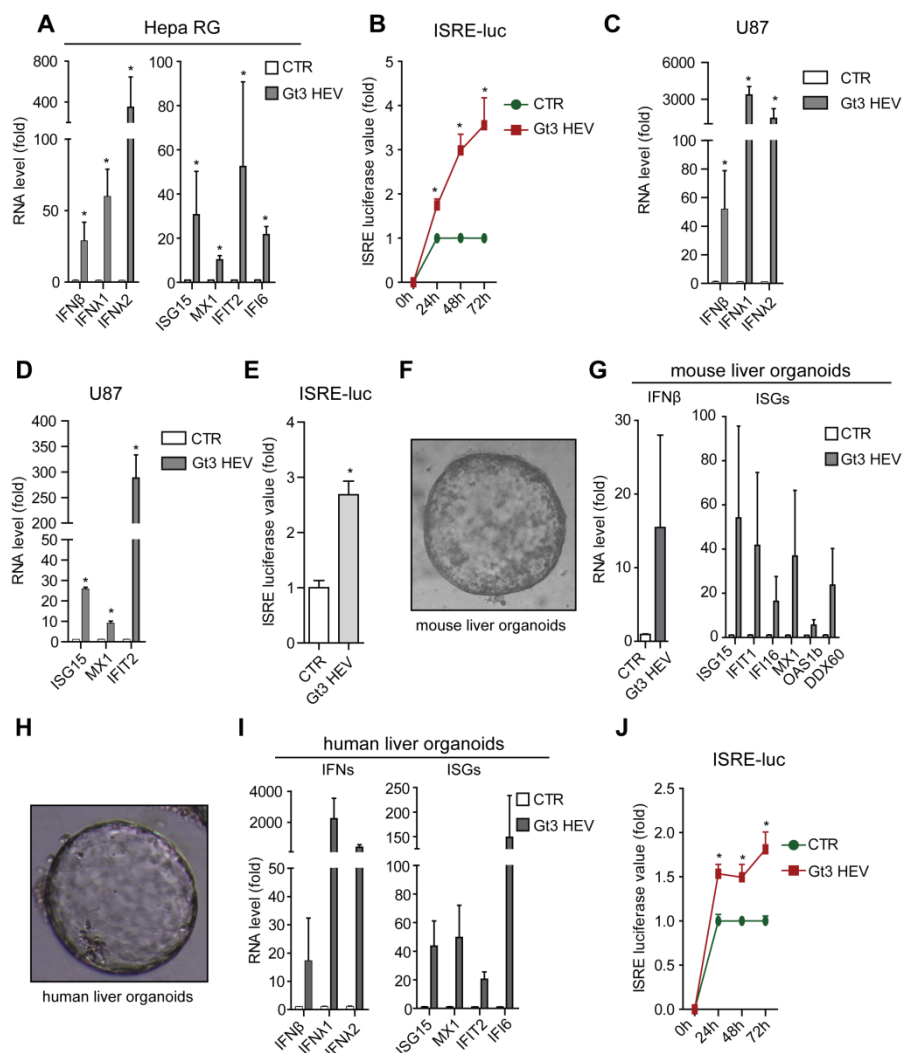 A
Hepa RG
RNA level (fold)
800
600
400
200
100
50
0
IFNβ
IFNλ1
IFNλ2
100
80
60
40
20
0
ISG15
MX1
IFIT2
IFI6
CTR
Gt3 HEV
* * * * * * *
B
ISRE-luc
ISRE luciferase value (fold)
5
4
3
2
1
0
0h
24h
48h
72h
CTR
Gt3 HEV
* * *
C
U87
RNA level (fold)
6000
3000
100
80
60
40
20
0
IFNβ
IFNλ1
IFNλ2
CTR
Gt3 HEV
* * *
D
U87
RNA level (fold)
400
350
300
250
200
30
20
10
0
ISG15
MX1
IFIT2
CTR
Gt3 HEV
* * *
E
ISRE-luc
ISRE luciferase value (fold)
4
3
2
1
0
CTR
Gt3 HEV
*
F
mouse liver organoids
G
mouse liver organoids
IFNβ
RNA level (fold)
30
20
10
0
CTR
Gt3 HEV
ISGs
100
80
60
40
20
0
ISG15
IFIT1
IFI16
MX1
OAS1b
DDX60
CTR
Gt3 HEV
H
human liver organoids
I
human liver organoids
IFNs
RNA level (fold)
4000
2000
50
40
30
20
10
0
IFNβ
IFNλ1
IFNλ2
ISGs
250
200
150
100
80
60
40
20
0
ISG15
MX1
IFIT2
IFI6
CTR
Gt3 HEV
J
ISRE-luc
ISRE luciferase value (fold)
2.5
2.0
1.5
1.0
0.5
0.0
0h
24h
48h
72h
CTR
Gt3 HEV
* * *